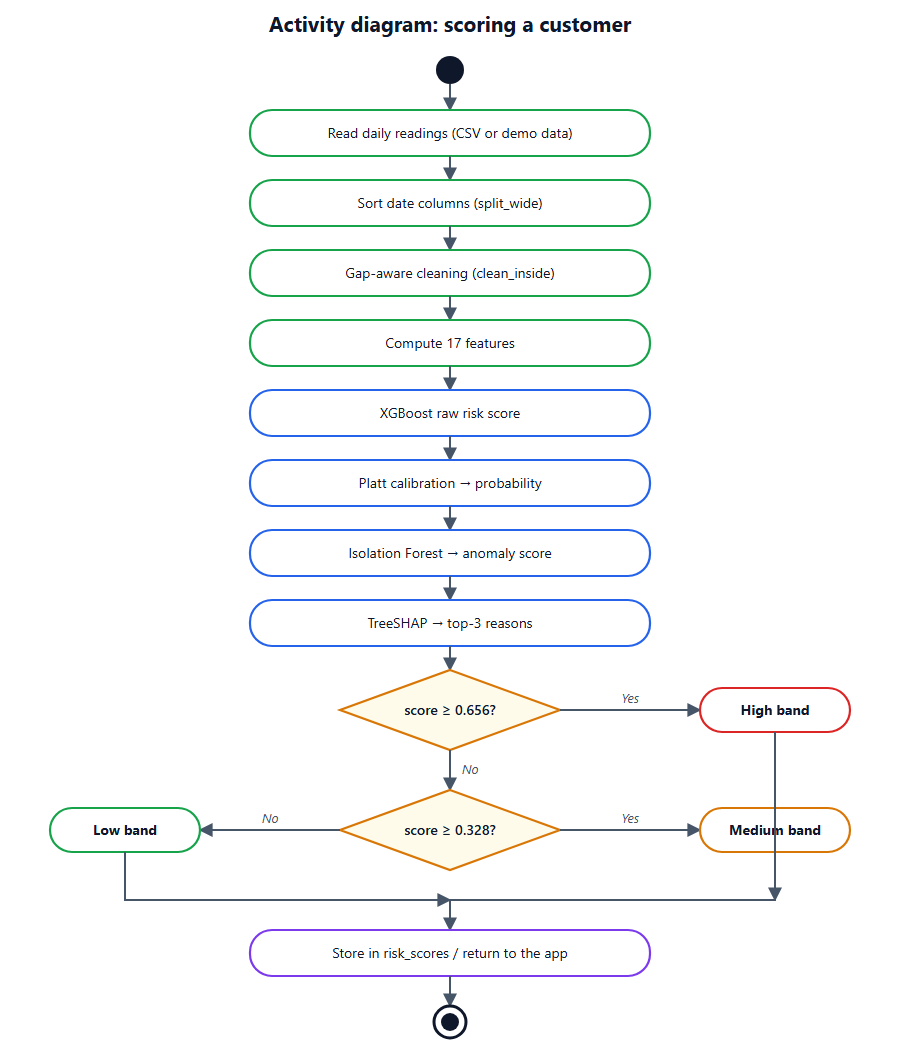 Activity diagram: scoring a customer
Read daily readings (CSV or demo data)
Sort date columns (split_wide)
Gap-aware cleaning (clean_inside)
Compute 17 features
XGBoost raw risk score
Platt calibration → probability
Isolation Forest → anomaly score
TreeSHAP → top-3 reasons
score ≥ 0.656?
Yes
High band
No
Low band
No
score ≥ 0.328?
Yes
Medium band
Store in risk_scores / return to the app